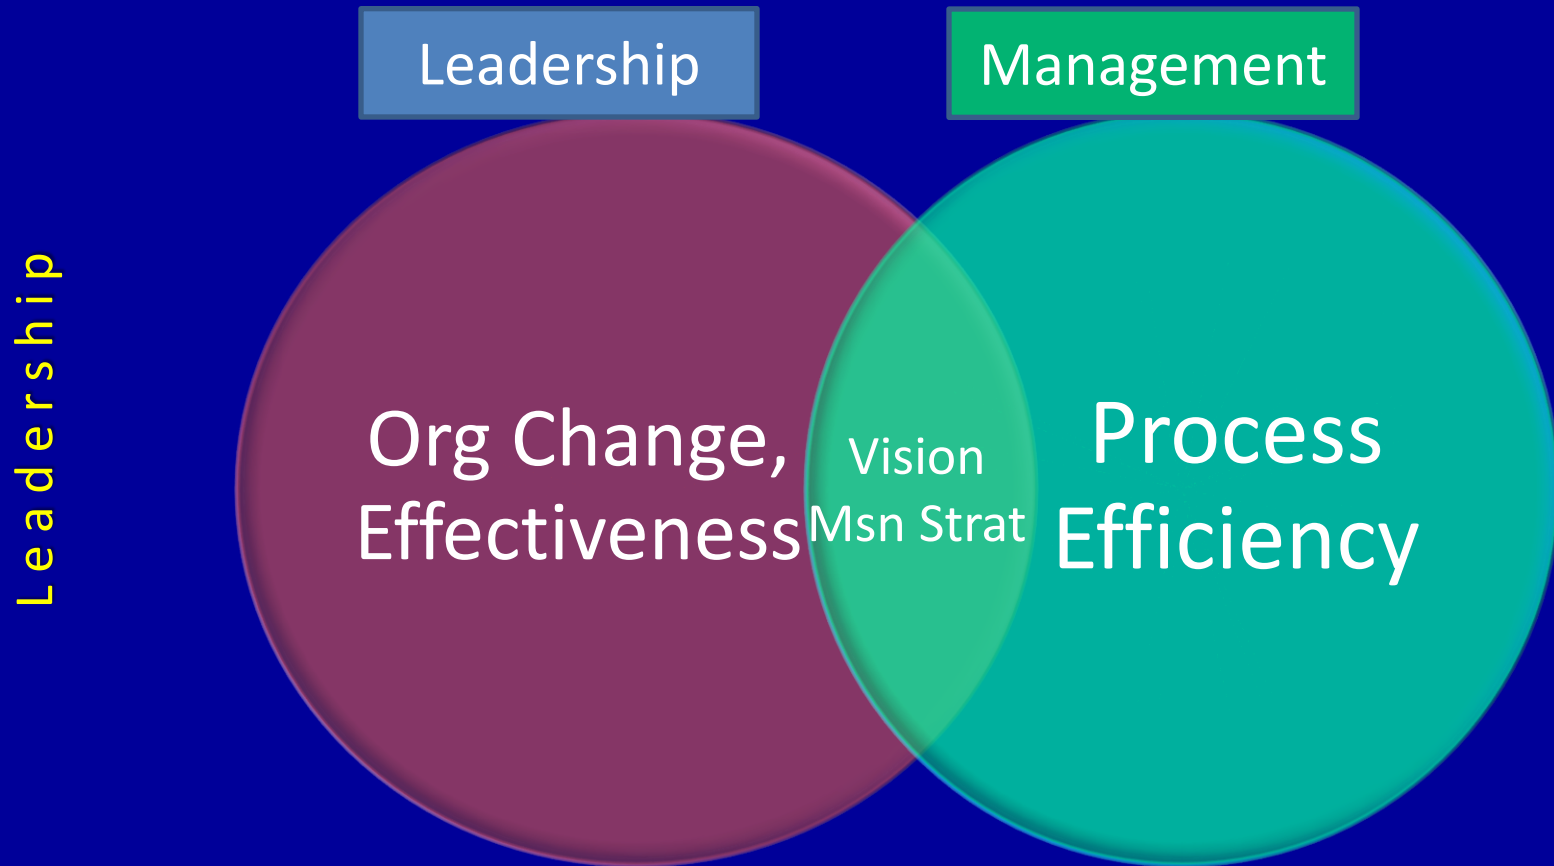 Leadership
Management
Leadership
Org Change,
Effectiveness
Vision
Msn Strat
Process
Efficiency